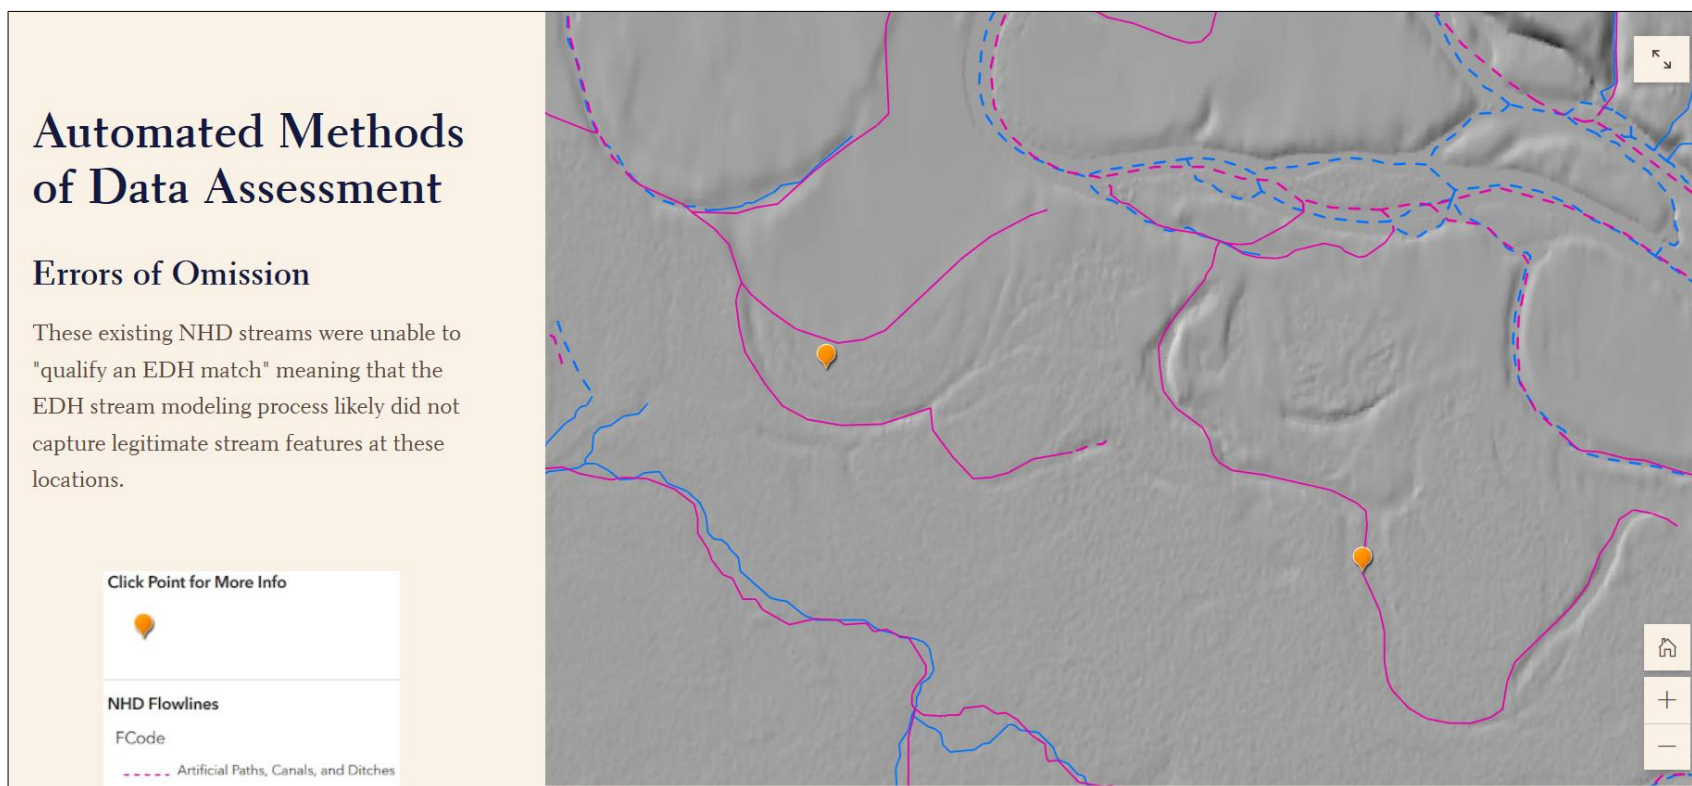 Automated Methods
of Data Assessment
Errors of Omission
These existing NHD streams were unable to
"qualify an EDH match" meaning that the
EDH stream modeling process likely did not
capture legitimate stream features at these
locations.
Click Point for More Info
NHD Flowlines
FCode
Artificial Paths, Canals, and Ditches